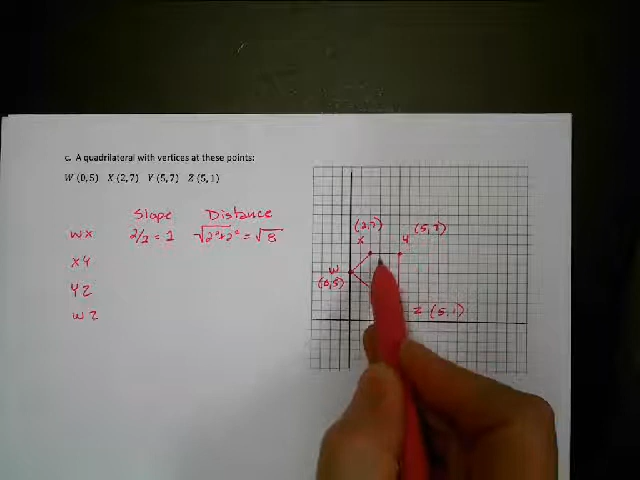 c. A quadrilateral with vertices at these points:
W (0,5) X (2,7) Y (5,7) Z (5,1)
Slope Distance
WX 2/2 = 1 √2²+2² = √8
XY
YZ
WZ
(2,7) (5,7)
X Y
W
(0,5)
Z (5,1)